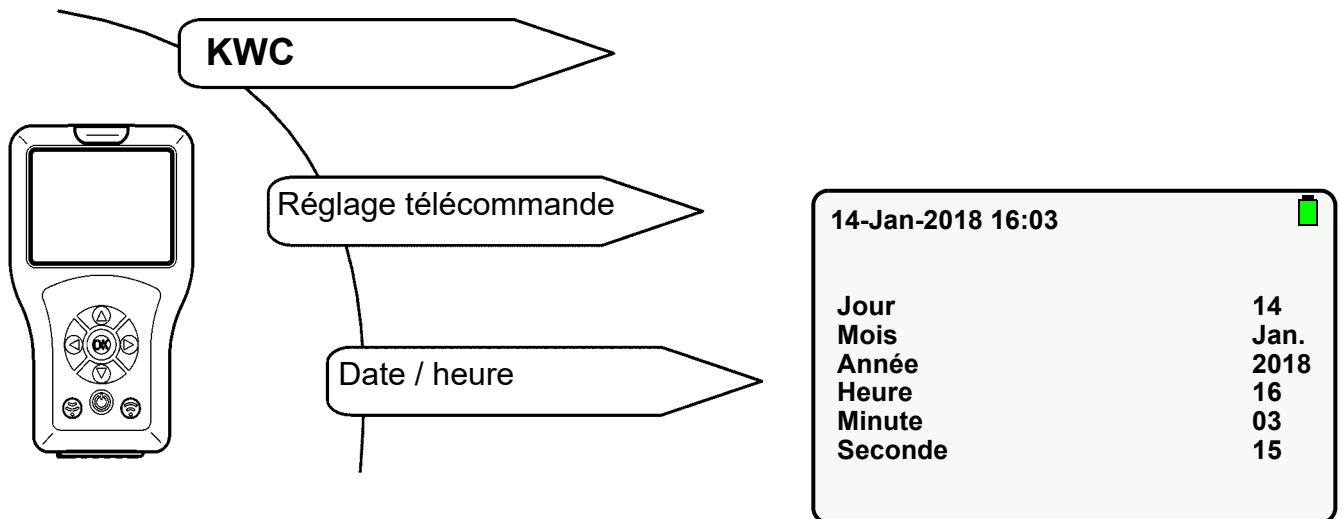 KWC
Réglage télécommande
Date / heure
OK
14-Jan-2018 16:03
Jour 14
Mois Jan.
Année 2018
Heure 16
Minute 03
Seconde 15